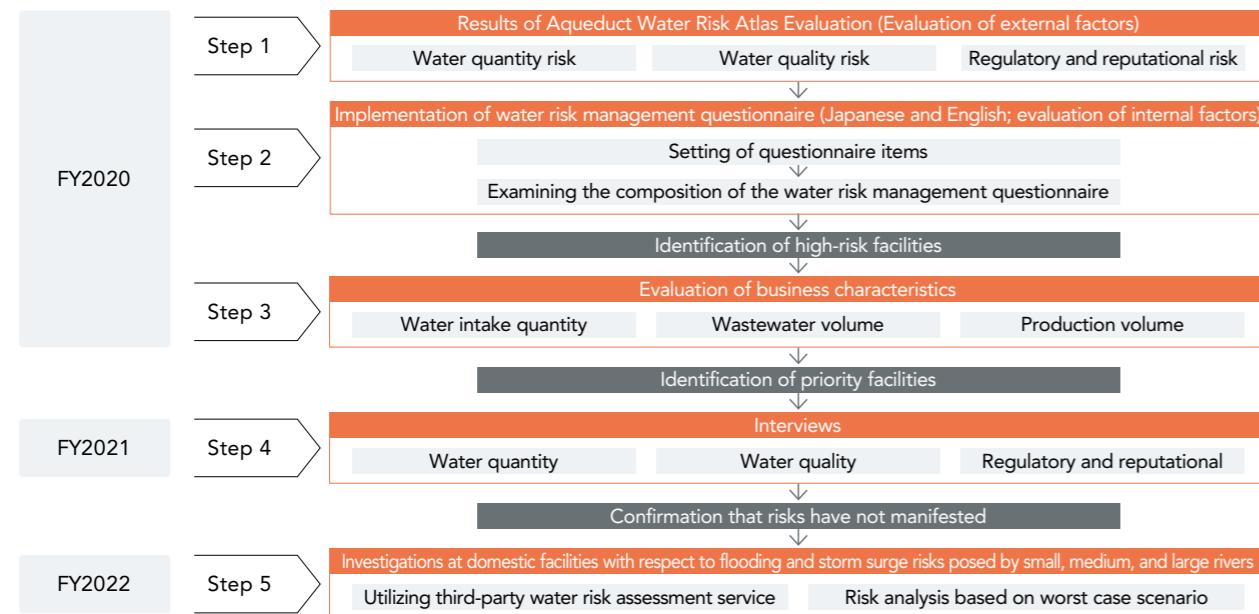 FY2020
Step 1
Results of Aqueduct Water Risk Atlas Evaluation (Evaluation of external factors)
Water quantity risk
Water quality risk
Regulatory and reputational risk
Step 2
Implementation of water risk management questionnaire (Japanese and English; evaluation of internal factors)
Setting of questionnaire items
Examining the composition of the water risk management questionnaire
Identification of high-risk facilities
Step 3
Evaluation of business characteristics
Water intake quantity
Wastewater volume
Production volume
Identification of priority facilities
FY2021
Step 4
Interviews
Water quantity
Water quality
Regulatory and reputational
Confirmation that risks have not manifested
FY2022
Step 5
Investigations at domestic facilities with respect to flooding and storm surge risks posed by small, medium, and large rivers
Utilizing third-party water risk assessment service
Risk analysis based on worst case scenario